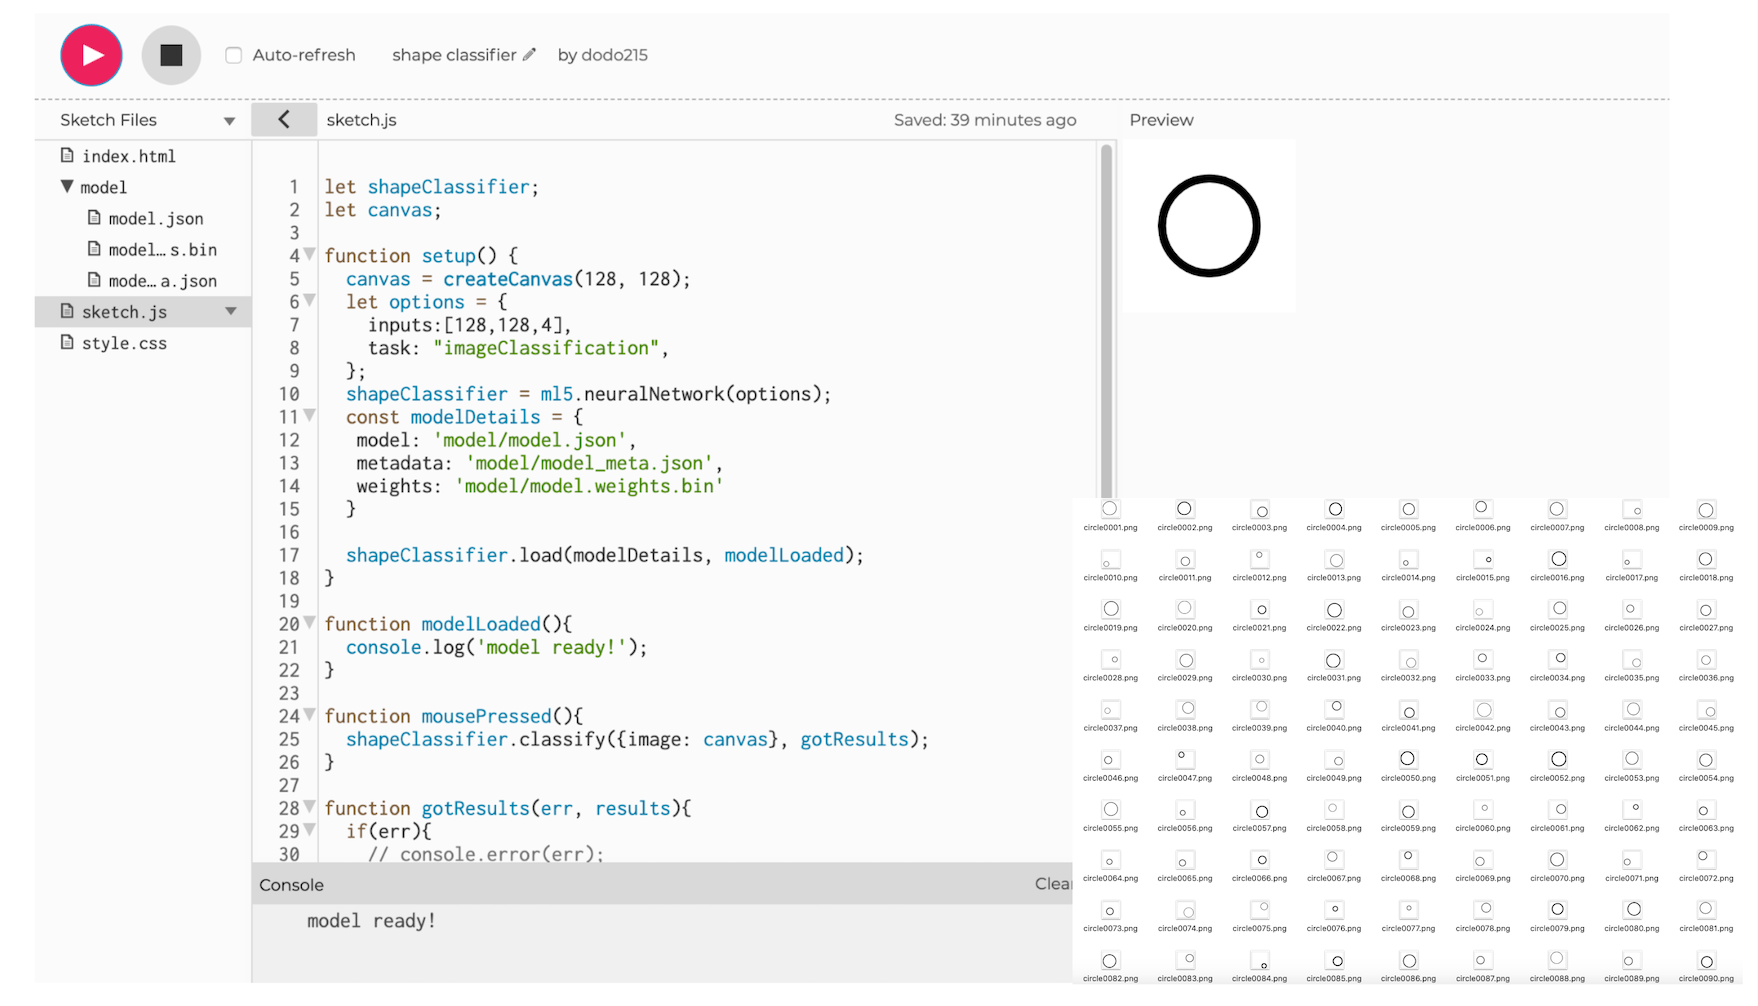 Auto-refresh shape classifier by dodo215
Sketch Files
index.html
model
model.json
model... s.bin
mode... a.json
sketch.js
style.css
sketch.js Saved: 39 minutes ago
1 let shapeClassifier;
2 let canvas;
3
4 function setup() {
5 canvas = createCanvas(128, 128);
6 let options = {
7 inputs:[128,128,4],
8 task: "imageClassification",
9 };
10 shapeClassifier = ml5.neuralNetwork(options);
11 const modelDetails = {
12 model: 'model/model.json',
13 metadata: 'model/model_meta.json',
14 weights: 'model/model.weights.bin'
15 }
16
17 shapeClassifier.load(modelDetails, modelLoaded);
18 }
19
20 function modelLoaded(){
21 console.log('model ready!');
22 }
23
24 function mousePressed(){
25 shapeClassifier.classify({image: canvas}, gotResults);
26 }
27
28 function gotResults(err, results){
29 if(err){
30 // console.error(err);
Console Clear
model ready!
Preview
circle0001.png circle0002.png circle0003.png circle0004.png circle0005.png circle0006.png circle0007.png circle0008.png circle0009.png
circle0010.png circle0011.png circle0012.png circle0013.png circle0014.png circle0015.png circle0016.png circle0017.png circle0018.png
circle0019.png circle0020.png circle0021.png circle0022.png circle0023.png circle0024.png circle0025.png circle0026.png circle0027.png
circle0028.png circle0029.png circle0030.png circle0031.png circle0032.png circle0033.png circle0034.png circle0035.png circle0036.png
circle0037.png circle0038.png circle0039.png circle0040.png circle0041.png circle0042.png circle0043.png circle0044.png circle0045.png
circle0046.png circle0047.png circle0048.png circle0049.png circle0050.png circle0051.png circle0052.png circle0053.png circle0054.png
circle0055.png circle0056.png circle0057.png circle0058.png circle0059.png circle0060.png circle0061.png circle0062.png circle0063.png
circle0064.png circle0065.png circle0066.png circle0067.png circle0068.png circle0069.png circle0070.png circle0071.png circle0072.png
circle0073.png circle0074.png circle0075.png circle0076.png circle0077.png circle0078.png circle0079.png circle0080.png circle0081.png
circle0082.png circle0083.png circle0084.png circle0085.png circle0086.png circle0087.png circle0088.png circle0089.png circle0090.png